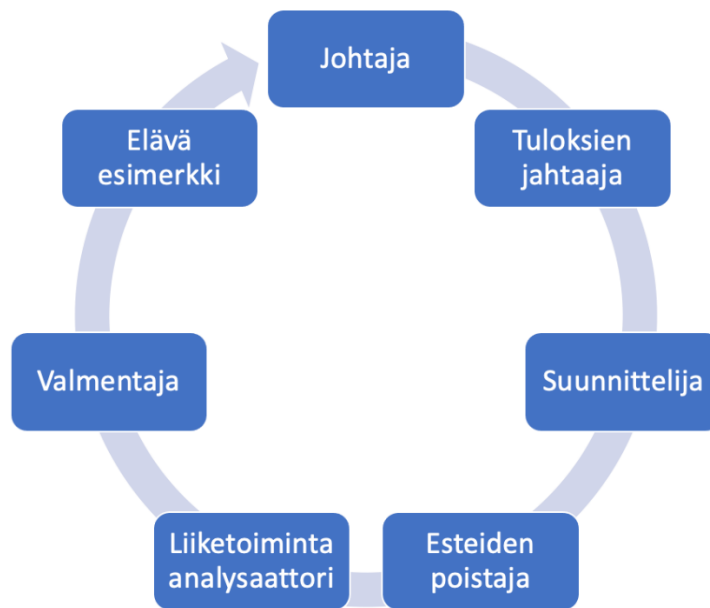 Johtaja
Tuloksien
jahtaaja
Suunnittelija
Esteiden
poistaja
Liiketoiminta
analysaattori
Valmentaja
Elävä
esimerkki